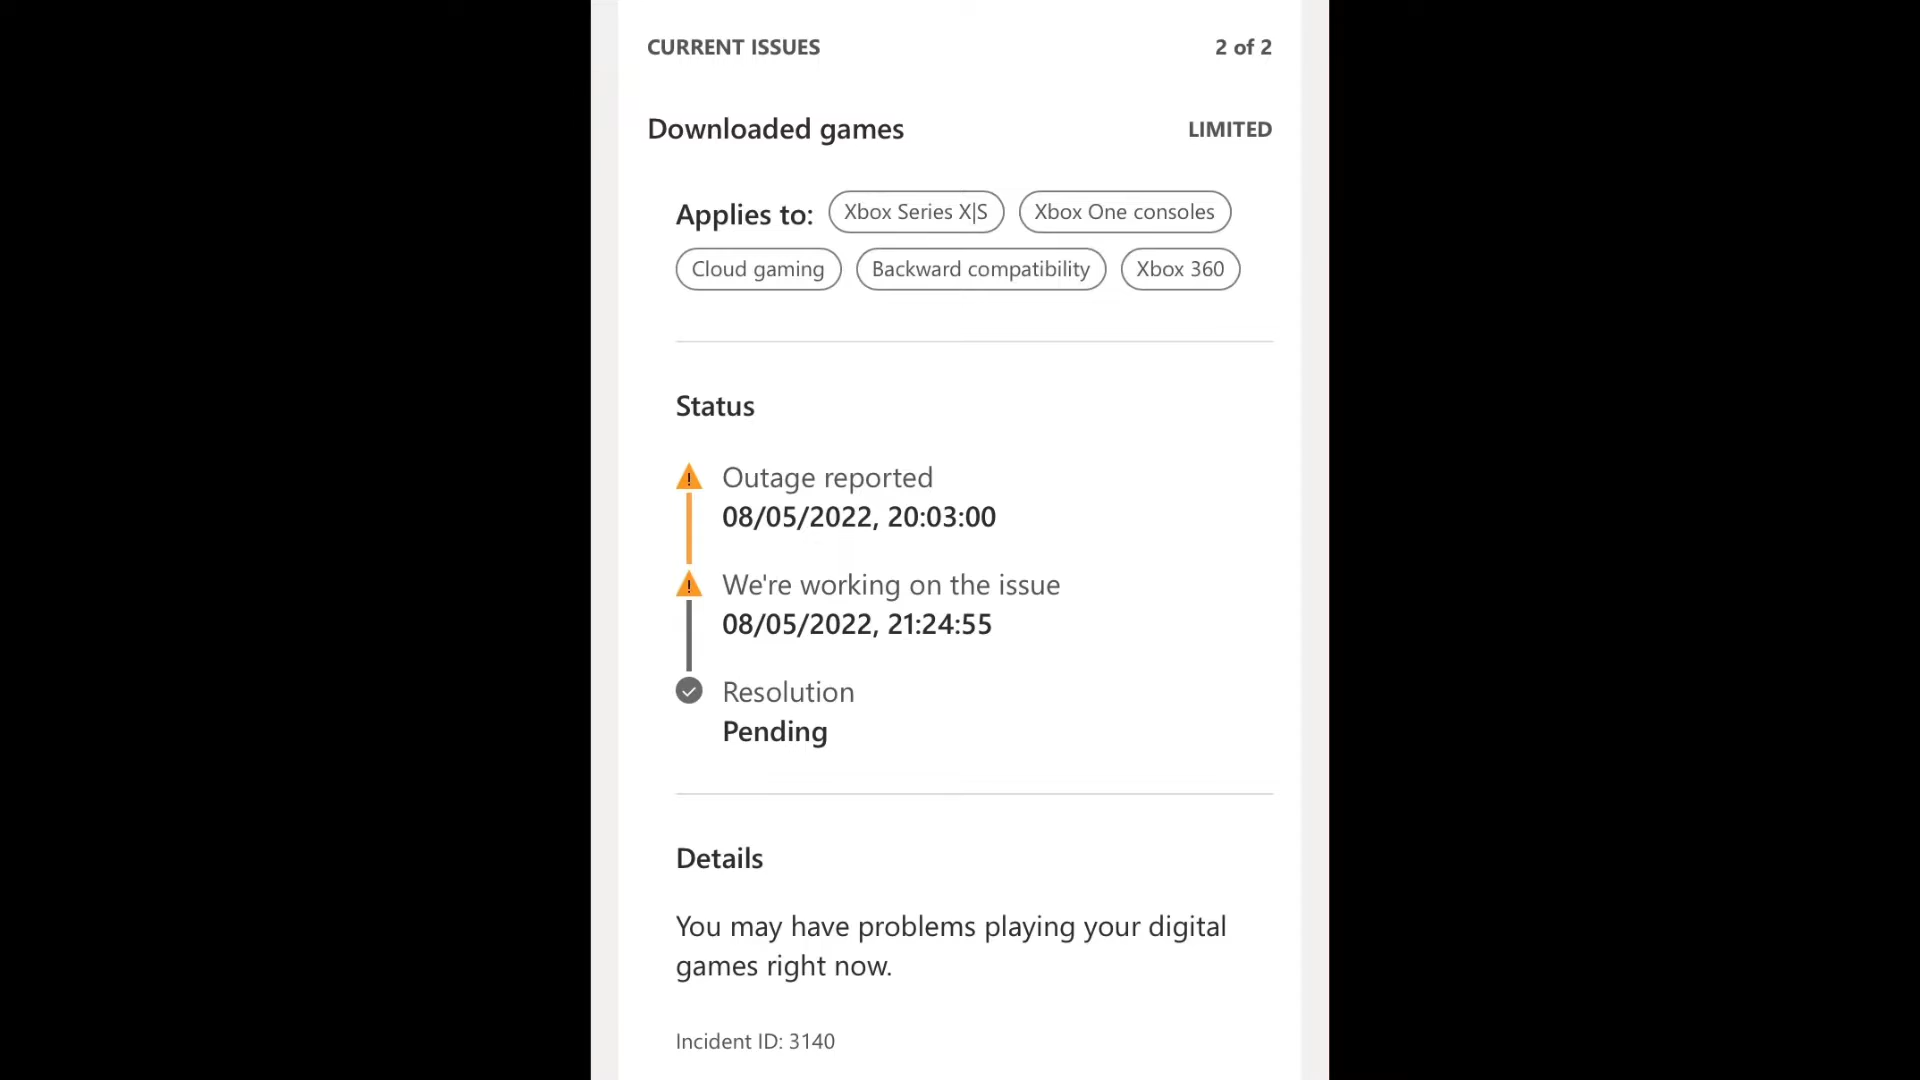 CURRENT ISSUES 2 of 2
Downloaded games LIMITED
Applies to: Xbox Series X|S Xbox One consoles
Cloud gaming Backward compatibility Xbox 360
Status
Outage reported
08/05/2022, 20:03:00
We're working on the issue
08/05/2022, 21:24:55
Resolution
Pending
Details
You may have problems playing your digital
games right now.
Incident ID: 3140